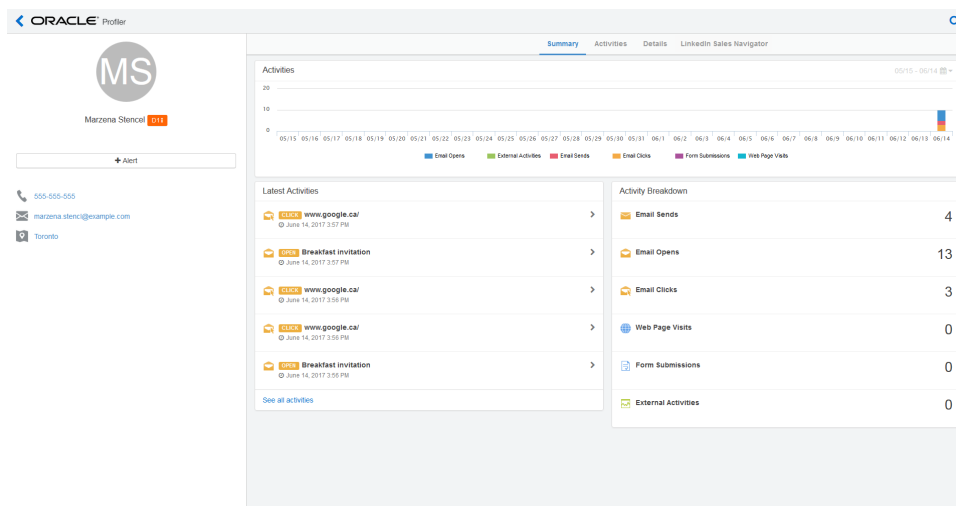 ORACLE® Profiler
MS
Marzena Stencel
+ Alert
555-555-555
marzena.stencl@example.com
Toronto
Summary Activities Details LinkedIn Sales Navigator
Activities 05/15 - 06/14
20
10
0
05/15 05/16 05/17 05/18 05/19 05/20 05/21 05/22 05/23 05/24 05/25 05/26 05/27 05/28 05/29 05/30 05/31 06/1 06/2 06/3 06/4 06/5 06/6 06/7 06/8 06/9 06/10 06/11 06/12 06/13 06/14
Email Opens External Activities Email Sends Email Clicks Form Submissions Web Page Visits
Latest Activities
CLICK www.google.ca/
June 14, 2017 3:57 PM
OPEN Breakfast invitation
June 14, 2017 3:57 PM
CLICK www.google.ca/
June 14, 2017 3:56 PM
CLICK www.google.ca/
June 14, 2017 3:56 PM
OPEN Breakfast invitation
June 14, 2017 3:56 PM
See all activities
Activity Breakdown
Email Sends 4
Email Opens 13
Email Clicks 3
Web Page Visits 0
Form Submissions 0
External Activities 0